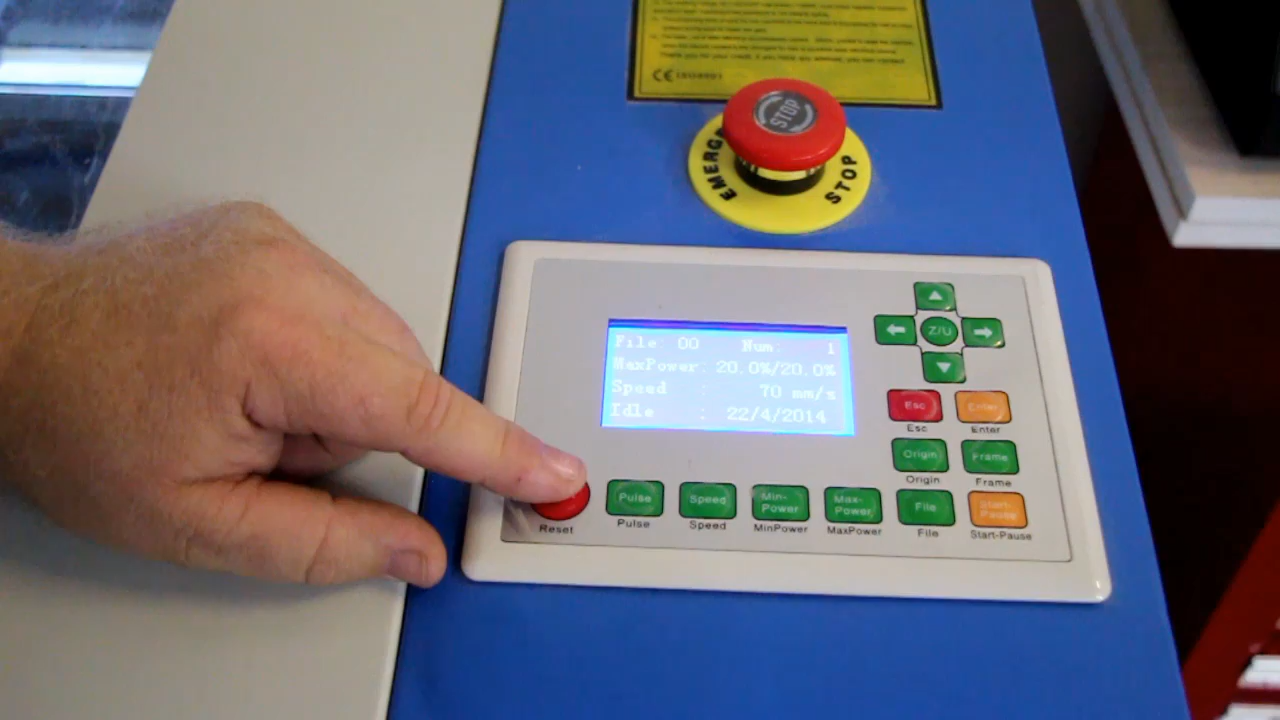 CE ISO9001
STOP
EMERG
STOP
File: 00 Num: 1
MaxPower: 20.0%/20.0%
Speed : 70 mm/s
Idle : 22/4/2014
Z/U
Esc
Enter
Esc
Enter
Origin
Frame
Origin
Frame
Pulse
Speed
Min-
Power
Max-
Power
File
Start-
Pause
Reset
Pulse
Speed
MinPower
MaxPower
File
Start-Pause